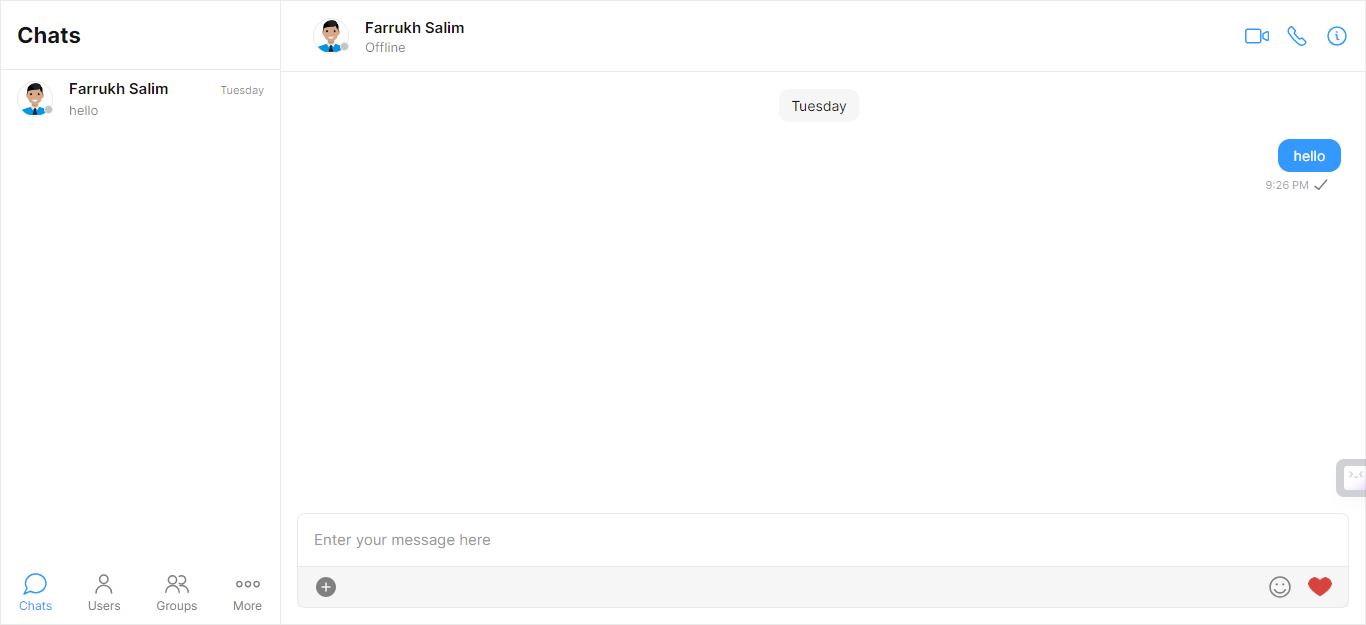 Chats
Farrukh Salim
Tuesday
hello
Chats
Users
Groups
More
Farrukh Salim
Offline
Tuesday
hello
9:26 PM
Enter your message here